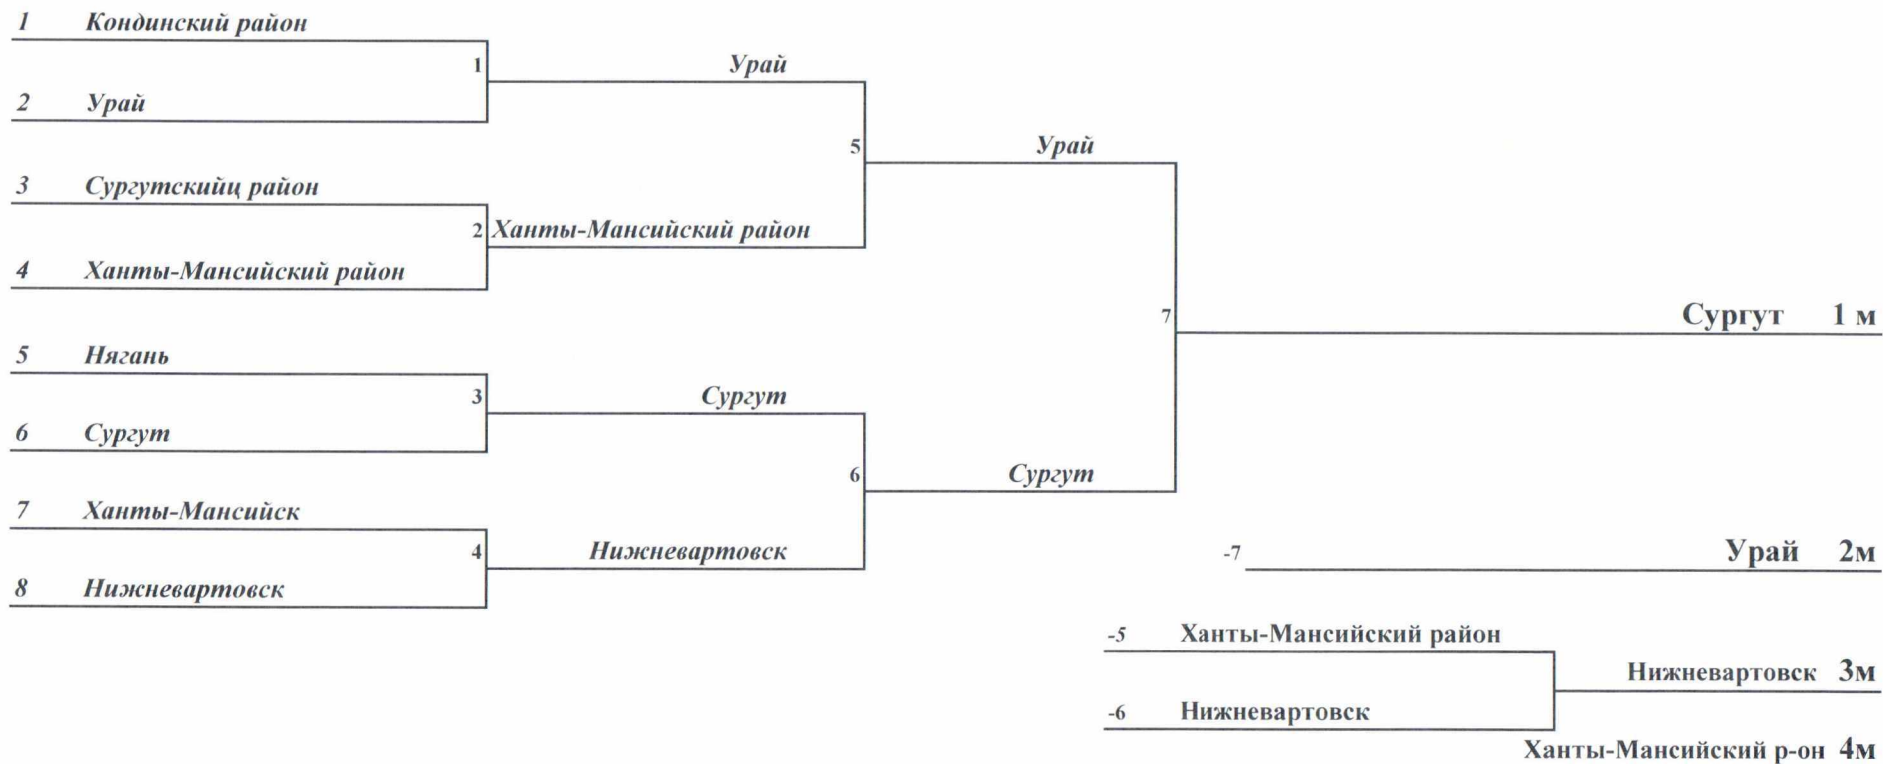 1 Кондинский район
1 Урай
2 Урай
5 Урай
3 Сургутскийц район
2 Ханты-Мансийский район
4 Ханты-Мансийский район
7 Сургут 1 м
5 Нягань
3 Сургут
6 Сургут
6 Сургут
7 Ханты-Мансийск
4 Нижневартовск
-7 Урай 2м
8 Нижневартовск
-5 Ханты-Мансийский район
Нижневартовск 3м
-6 Нижневартовск
Ханты-Мансийский р-он 4м